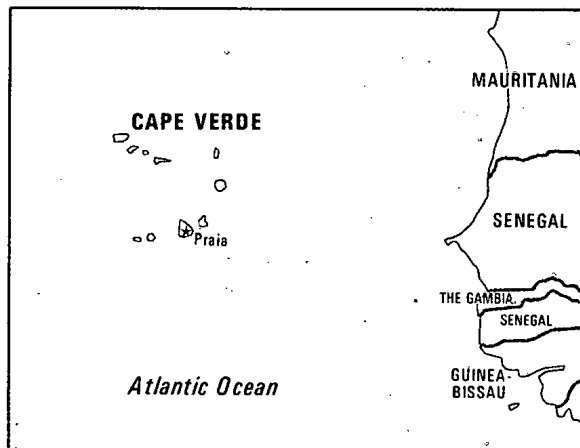 MAURITANIA
CAPE VERDE
SENEGAL
Praia
THE GAMBIA
SENEGAL
GUINEA-
BISSAU
Atlantic Ocean